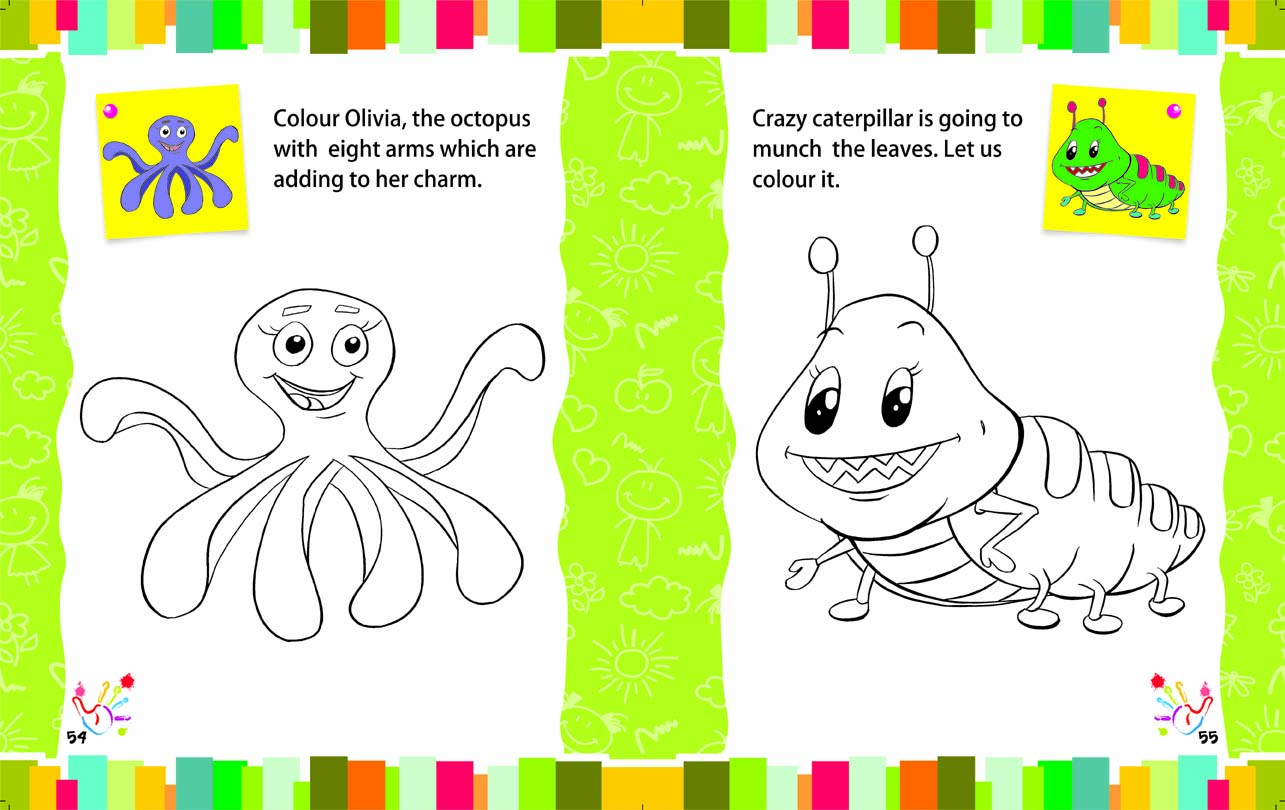 Colour Olivia, the octopus
with  eight arms which are
adding to her charm.
54
Crazy caterpillar is going to
munch  the leaves. Let us
colour it.
55